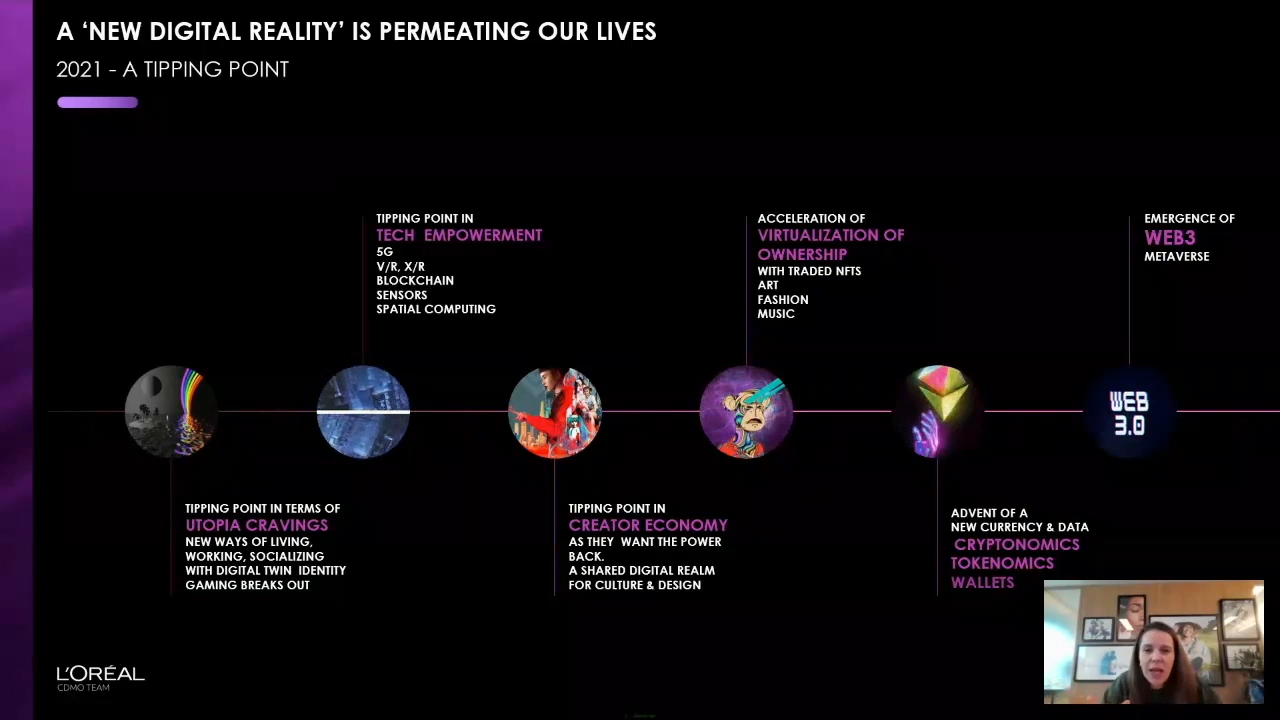 A ‘NEW DIGITAL REALITY’ IS PERMEATING OUR LIVES
2021 - A TIPPING POINT
TIPPING POINT IN
TECH EMPOWERMENT
5G
V/R, X/R
BLOCKCHAIN
SENSORS
SPATIAL COMPUTING
ACCELERATION OF
VIRTUALIZATION OF
OWNERSHIP
WITH TRADED NFTS
ART
FASHION
MUSIC
EMERGENCE OF
WEB3
METAVERSE
WEB
3.0
TIPPING POINT IN TERMS OF
UTOPIA CRAVINGS
NEW WAYS OF LIVING,
WORKING, SOCIALIZING
WITH DIGITAL TWIN IDENTITY
GAMING BREAKS OUT
TIPPING POINT IN
CREATOR ECONOMY
AS THEY WANT THE POWER
BACK.
A SHARED DIGITAL REALM
FOR CULTURE & DESIGN
ADVENT OF A
NEW CURRENCY & DATA
CRYPTONOMICS
TOKENOMICS
WALLETS
L'ORÉAL
CDMO TEAM